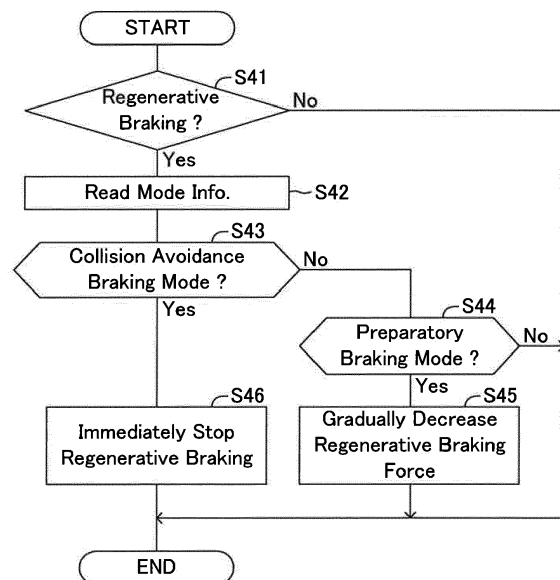 START
S41
Regenerative
Braking ?
No
Yes
Read Mode Info.
S42
S43
Collision Avoidance
Braking Mode ?
No
Yes
S44
Preparatory
Braking Mode ?
No
Yes
S46
Immediately Stop
Regenerative Braking
S45
Gradually Decrease
Regenerative Braking
Force
END